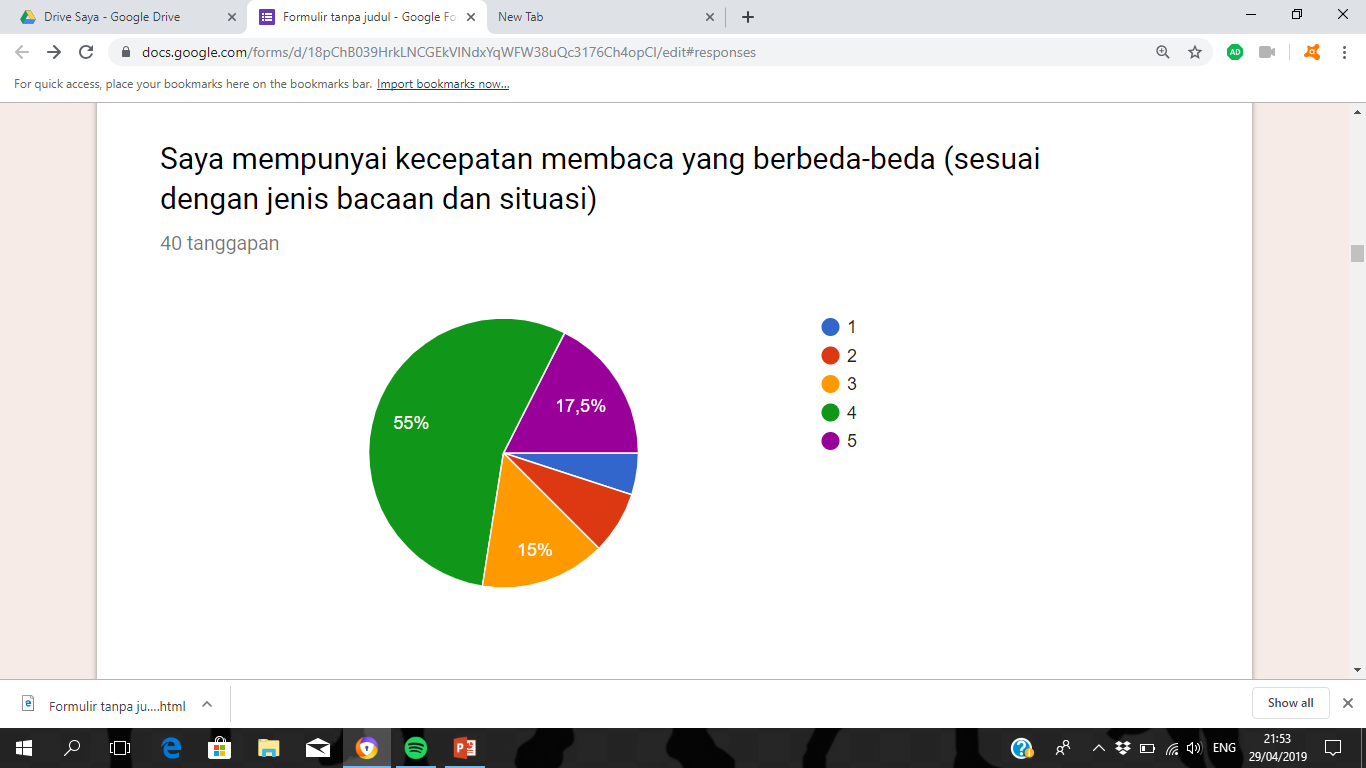 Drive Saya - Google Drive
Formulir tanpa judul - Google Fo
New Tab
docs.google.com/forms/d/18pChB039HrkLNCGEkVINdxYqWFW38uQc3176Ch4opCI/edit#responses
AD
For quick access, place your bookmarks here on the bookmarks bar. Import bookmarks now...
Saya mempunyai kecepatan membaca yang berbeda-beda (sesuai
dengan jenis bacaan dan situasi)
40 tanggapan
55%
17,5%
15%
1
2
3
4
5
Formulir tanpa ju....html
Show all
ENG
21:53
29/04/2019